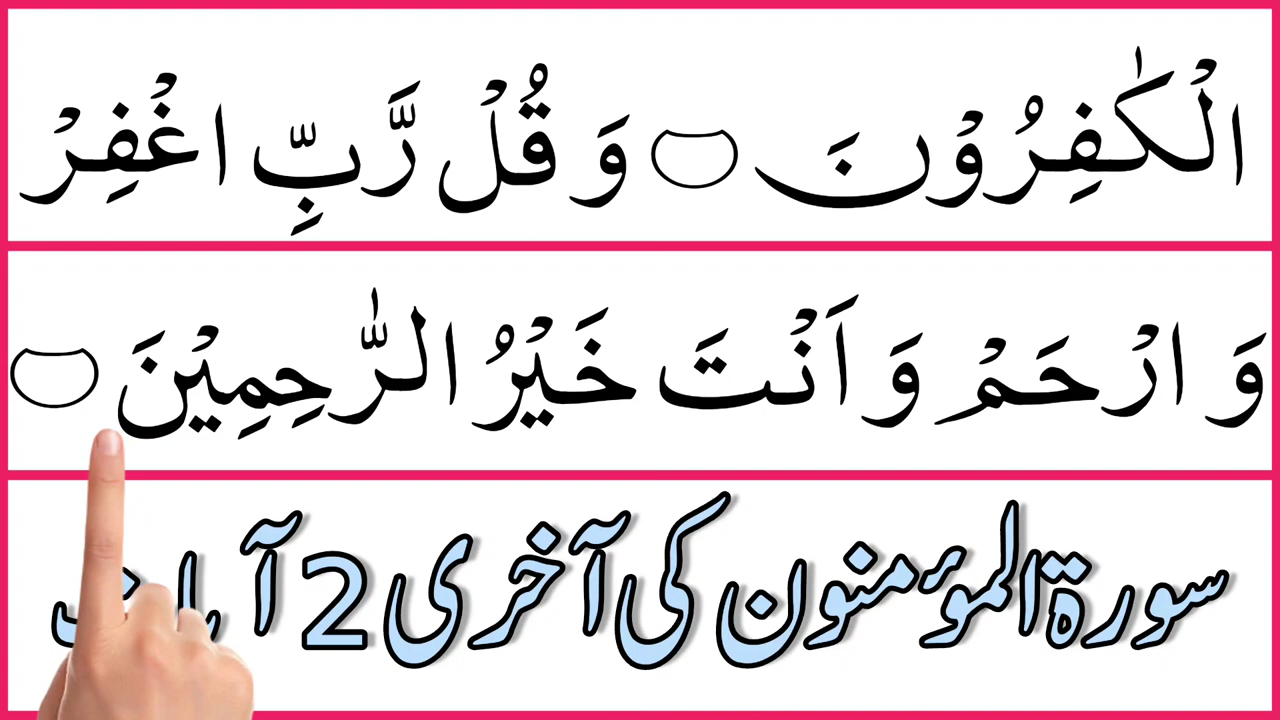 الْكٰفِرُوْنَ ۝ وَ قُلْ رَّبِّ اغْفِرْ
وَ ارْحَمْ وَ اَنْتَ خَيْرُ الرّٰحِمِيْنَ ۝
سورۃ المؤمنون کی آخری 2